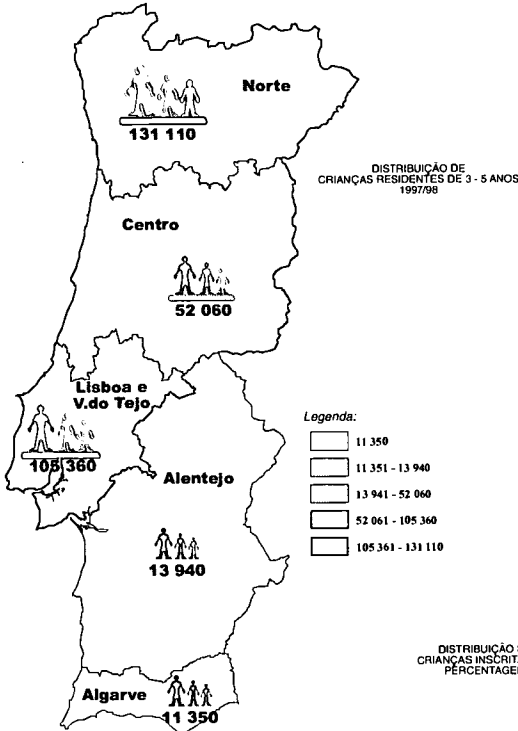 Norte
131 110
DISTRIBUIÇÃO DE
CRIANÇAS RESIDENTES DE 3 - 5 ANOS
1997/98
Centro
52 060
Lisboa e
V.do Tejo
105 360
Alentejo
13 940
Algarve
11 350
Legenda:
11 350
11 351 - 13 940
13 941 - 52 060
52 061 - 105 360
105 361 - 131 110
DISTRIBUIÇÃO
CRIANÇAS INSCRIT
PERCENTAGE